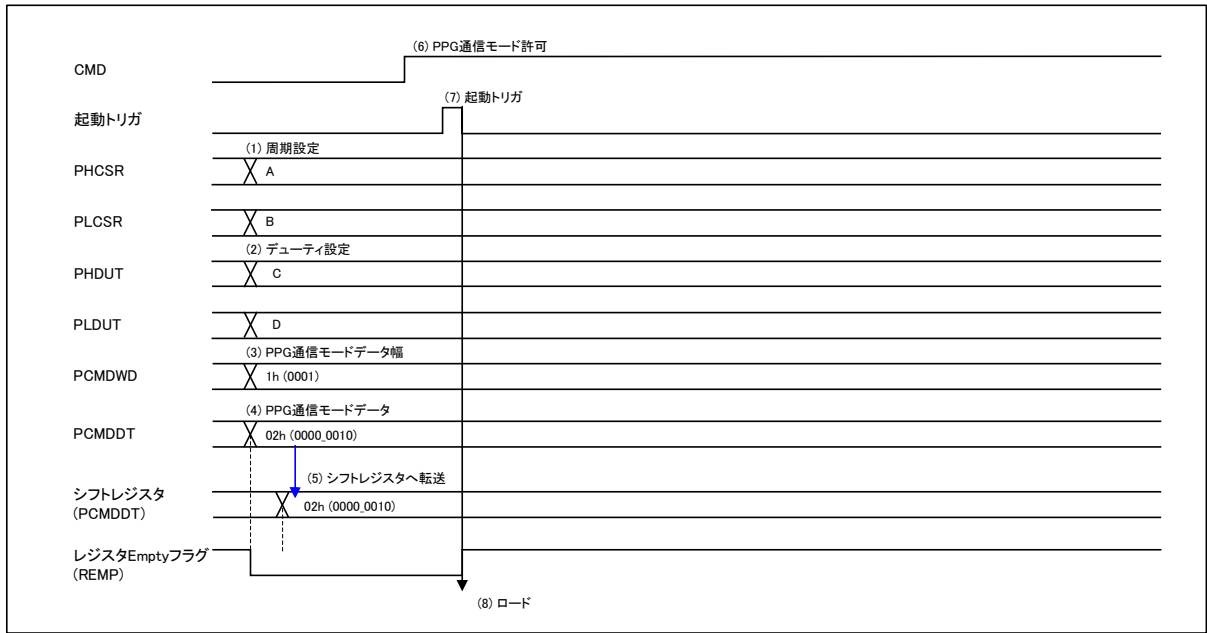 (6) PPG通信モード許可
CMD
(7) 起動トリガ
起動トリガ
(1) 周期設定
PHCSR
A
PLCSR
B
(2) デューティ設定
PHDUT
C
PLDUT
D
(3) PPG通信モードデータ幅
PCMDWD
1h (0001)
(4) PPG通信モードデータ
PCMDDT
02h (0000_0010)
(5) シフトレジスタへ転送
シフトレジスタ
(PCMDDT)
02h (0000_0010)
レジスタEmptyフラグ
(REMP)
(8) ロード